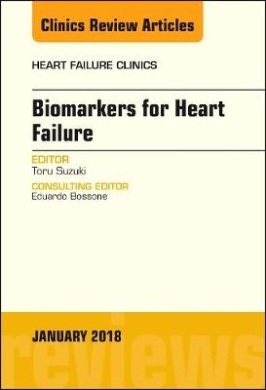 Clinics Review Articles
HEART FAILURE CLINICS
Biomarkers for Heart
Failure
EDITOR
Toru Suzuki
CONSULTING EDITOR
Eduardo Bossone
JANUARY 2018
reviews